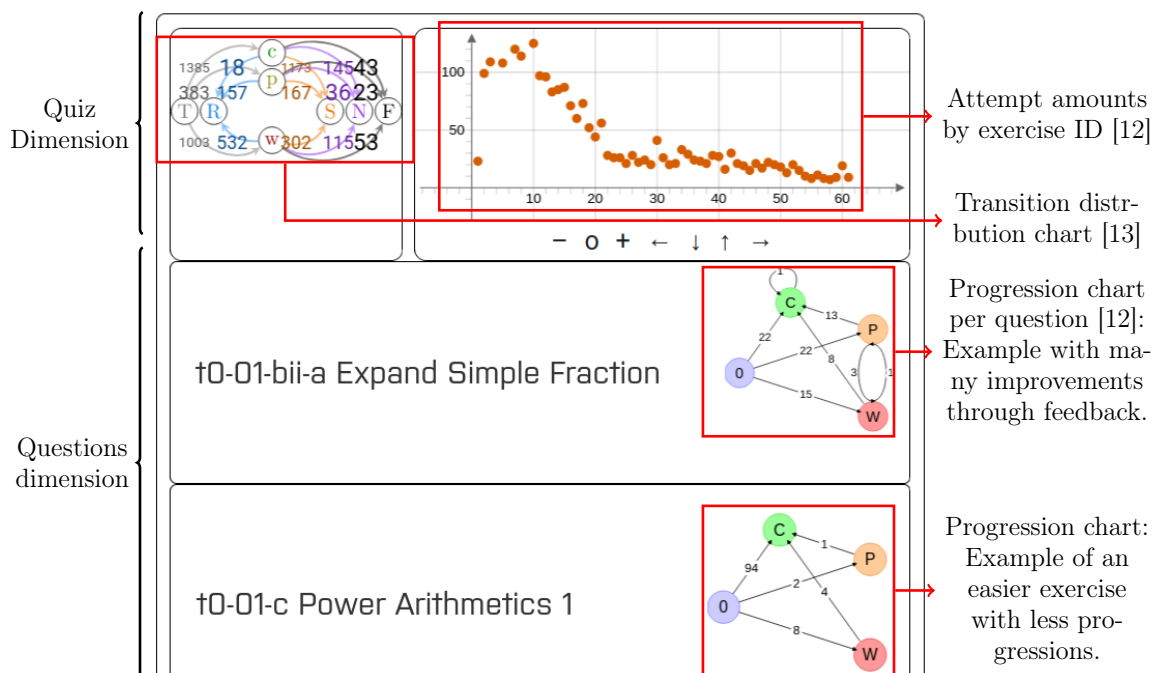 Quiz
Dimension
1385 18 c 1173 145 43
383 157 p 167 36 23
T R S N F
1003 532 w 302 115 53
100
50
10 20 30 40 50 60
− o + ← ↓ ↑ →
Attempt amounts
by exercise ID [12]
Transition distr-
bution chart [13]
Questions
dimension
t0-01-bii-a Expand Simple Fraction
1
C
13
P
22
22
8
3
1
0
15
W
Progression chart
per question [12]:
Example with ma-
ny improvements
through feedback.
t0-01-c Power Arithmetics 1
C
1
P
94
2
4
0
8
W
Progression chart:
Example of an
easier exercise
with less pro-
gressions.